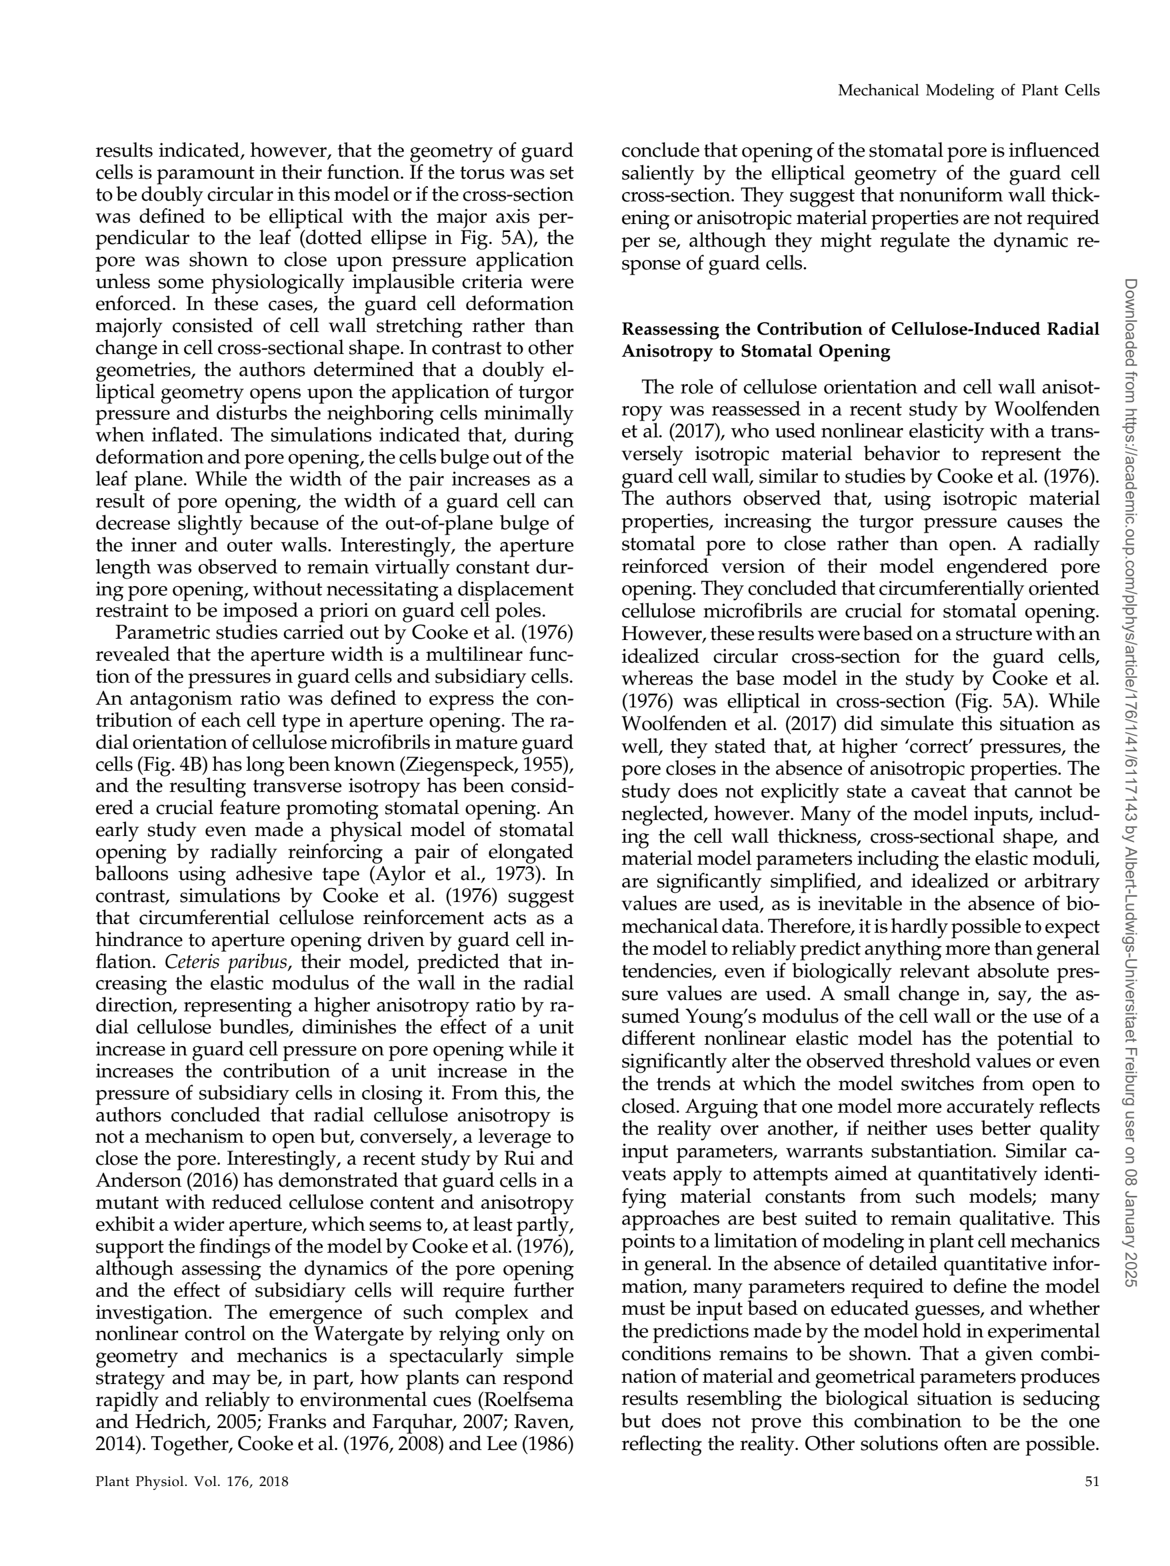 Mechanical Modeling of Plant Cells
results indicated, however, that the geometry of guard
cells is paramount in their function. If the torus was set
to be doubly circular in this model or if the cross-section
was defined to be elliptical with the major axis per-
pendicular to the leaf (dotted ellipse in Fig. 5A), the
pore was shown to close upon pressure application
unless some physiologically implausible criteria were
enforced. In these cases, the guard cell deformation
majorly consisted of cell wall stretching rather than
change in cell cross-sectional shape. In contrast to other
geometries, the authors determined that a doubly el-
liptical geometry opens upon the application of turgor
pressure and disturbs the neighboring cells minimally
when inflated. The simulations indicated that, during
deformation and pore opening, the cells bulge out of the
leaf plane. While the width of the pair increases as a
result of pore opening, the width of a guard cell can
decrease slightly because of the out-of-plane bulge of
the inner and outer walls. Interestingly, the aperture
length was observed to remain virtually constant dur-
ing pore opening, without necessitating a displacement
restraint to be imposed a priori on guard cell poles.
Parametric studies carried out by Cooke et al. (1976)
revealed that the aperture width is a multilinear func-
tion of the pressures in guard cells and subsidiary cells.
An antagonism ratio was defined to express the con-
tribution of each cell type in aperture opening. The ra-
dial orientation of cellulose microfibrils in mature guard
cells (Fig. 4B) has long been known (Ziegenspeck, 1955),
and the resulting transverse isotropy has been consid-
ered a crucial feature promoting stomatal opening. An
early study even made a physical model of stomatal
opening by radially reinforcing a pair of elongated
balloons using adhesive tape (Aylor et al., 1973). In
contrast, simulations by Cooke et al. (1976) suggest
that circumferential cellulose reinforcement acts as a
hindrance to aperture opening driven by guard cell in-
flation. Ceteris paribus, their model, predicted that in-
creasing the elastic modulus of the wall in the radial
direction, representing a higher anisotropy ratio by ra-
dial cellulose bundles, diminishes the effect of a unit
increase in guard cell pressure on pore opening while it
increases the contribution of a unit increase in the
pressure of subsidiary cells in closing it. From this, the
authors concluded that radial cellulose anisotropy is
not a mechanism to open but, conversely, a leverage to
close the pore. Interestingly, a recent study by Rui and
Anderson (2016) has demonstrated that guard cells in a
mutant with reduced cellulose content and anisotropy
exhibit a wider aperture, which seems to, at least partly,
support the findings of the model by Cooke et al. (1976),
although assessing the dynamics of the pore opening
and the effect of subsidiary cells will require further
investigation. The emergence of such complex and
nonlinear control on the Watergate by relying only on
geometry and mechanics is a spectacularly simple
strategy and may be, in part, how plants can respond
rapidly and reliably to environmental cues (Roelfsema
and Hedrich, 2005; Franks and Farquhar, 2007; Raven,
2014). Together, Cooke et al. (1976, 2008) and Lee (1986)
conclude that opening of the stomatal pore is influenced
saliently by the elliptical geometry of the guard cell
cross-section. They suggest that nonuniform wall thick-
ening or anisotropic material properties are not required
per se, although they might regulate the dynamic re-
sponse of guard cells.
Reassessing the Contribution of Cellulose-Induced Radial
Anisotropy to Stomatal Opening
The role of cellulose orientation and cell wall anisot-
ropy was reassessed in a recent study by Woolfenden
et al. (2017), who used nonlinear elasticity with a trans-
versely isotropic material behavior to represent the
guard cell wall, similar to studies by Cooke et al. (1976).
The authors observed that, using isotropic material
properties, increasing the turgor pressure causes the
stomatal pore to close rather than open. A radially
reinforced version of their model engendered pore
opening. They concluded that circumferentially oriented
cellulose microfibrils are crucial for stomatal opening.
However, these results were based on a structure with an
idealized circular cross-section for the guard cells,
whereas the base model in the study by Cooke et al.
(1976) was elliptical in cross-section (Fig. 5A). While
Woolfenden et al. (2017) did simulate this situation as
well, they stated that, at higher ‘correct’ pressures, the
pore closes in the absence of anisotropic properties. The
study does not explicitly state a caveat that cannot be
neglected, however. Many of the model inputs, includ-
ing the cell wall thickness, cross-sectional shape, and
material model parameters including the elastic moduli,
are significantly simplified, and idealized or arbitrary
values are used, as is inevitable in the absence of bio-
mechanical data. Therefore, it is hardly possible to expect
the model to reliably predict anything more than general
tendencies, even if biologically relevant absolute pres-
sure values are used. A small change in, say, the as-
sumed Young’s modulus of the cell wall or the use of a
different nonlinear elastic model has the potential to
significantly alter the observed threshold values or even
the trends at which the model switches from open to
closed. Arguing that one model more accurately reflects
the reality over another, if neither uses better quality
input parameters, warrants substantiation. Similar ca-
veats apply to attempts aimed at quantitatively identi-
fying material constants from such models; many
approaches are best suited to remain qualitative. This
points to a limitation of modeling in plant cell mechanics
in general. In the absence of detailed quantitative infor-
mation, many parameters required to define the model
must be input based on educated guesses, and whether
the predictions made by the model hold in experimental
conditions remains to be shown. That a given combi-
nation of material and geometrical parameters produces
results resembling the biological situation is seducing
but does not prove this combination to be the one
reflecting the reality. Other solutions often are possible.
Plant Physiol. Vol. 176, 2018
51
Downloaded from https://academic.oup.com/plphys/article/176/1/41/6117143 by Albert-Ludwigs-Universitaet Freiburg user on 08 January 2025